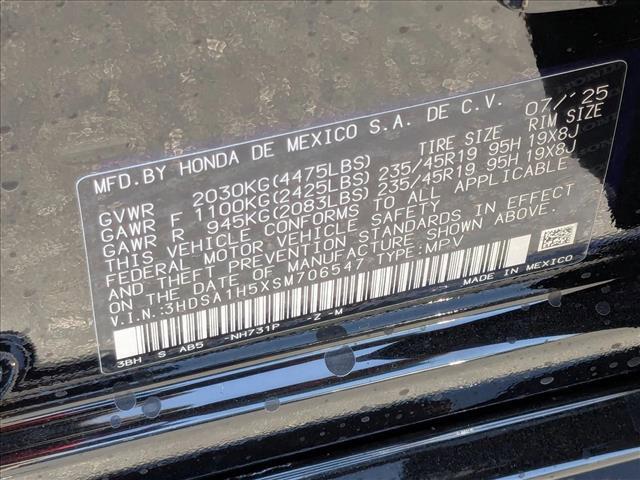 MFD. BY HONDA DE MEXICO S.A. DE C.V. 07/'25
TIRE SIZE RIM SIZE
GVWR 2030KG(4475LBS)
GAWR F 1100KG(2425LBS) 235/45R19 95H 19X8J
GAWR R 945KG(2083LBS) 235/45R19 95H 19X8J
THIS VEHICLE CONFORMS TO ALL APPLICABLE
FEDERAL MOTOR VEHICLE SAFETY
AND THEFT PREVENTION STANDARDS IN EFFECT
ON THE DATE OF MANUFACTURE SHOWN ABOVE.
V.I.N.:3HDSA1H5XSM706547 TYPE:MPV
MADE IN MEXICO
3BH S AB5 -NH731P -Z -M